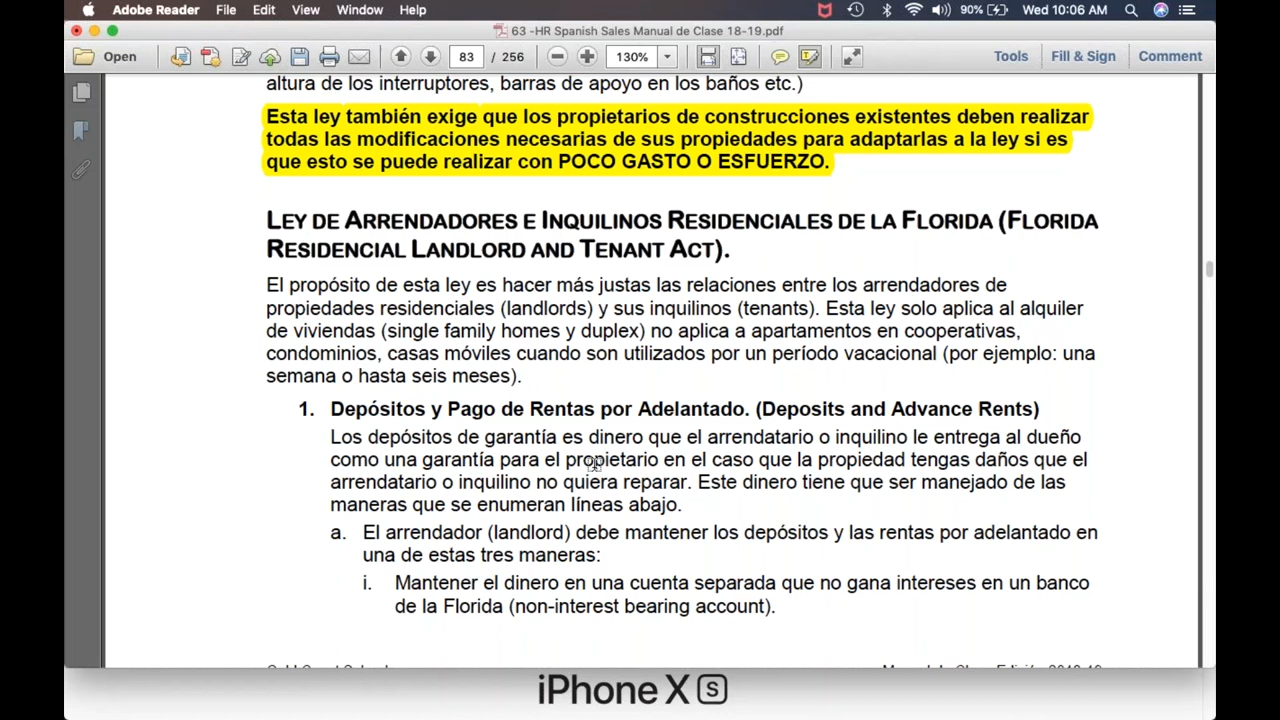 Adobe Reader File Edit View Window Help 90% Wed 10:06 AM
63 -HR Spanish Sales Manual de Clase 18-19.pdf
Open 83 / 256 130% Tools Fill & Sign Comment
altura de los interruptores, barras de apoyo en los baños etc.)
Esta ley también exige que los propietarios de construcciones existentes deben realizar
todas las modificaciones necesarias de sus propiedades para adaptarlas a la ley si es
que esto se puede realizar con POCO GASTO O ESFUERZO.
LEY DE ARRENDADORES E INQUILINOS RESIDENCIALES DE LA FLORIDA (FLORIDA
RESIDENCIAL LANDLORD AND TENANT ACT).
El propósito de esta ley es hacer más justas las relaciones entre los arrendadores de
propiedades residenciales (landlords) y sus inquilinos (tenants). Esta ley solo aplica al alquiler
de viviendas (single family homes y duplex) no aplica a apartamentos en cooperativas,
condominios, casas móviles cuando son utilizados por un período vacacional (por ejemplo: una
semana o hasta seis meses).
1. Depósitos y Pago de Rentas por Adelantado. (Deposits and Advance Rents)
Los depósitos de garantía es dinero que el arrendatario o inquilino le entrega al dueño
como una garantía para el propietario en el caso que la propiedad tengas daños que el
arrendatario o inquilino no quiera reparar. Este dinero tiene que ser manejado de las
maneras que se enumeran líneas abajo.
a. El arrendador (landlord) debe mantener los depósitos y las rentas por adelantado en
una de estas tres maneras:
i. Mantener el dinero en una cuenta separada que no gana intereses en un banco
de la Florida (non-interest bearing account).
iPhone XS